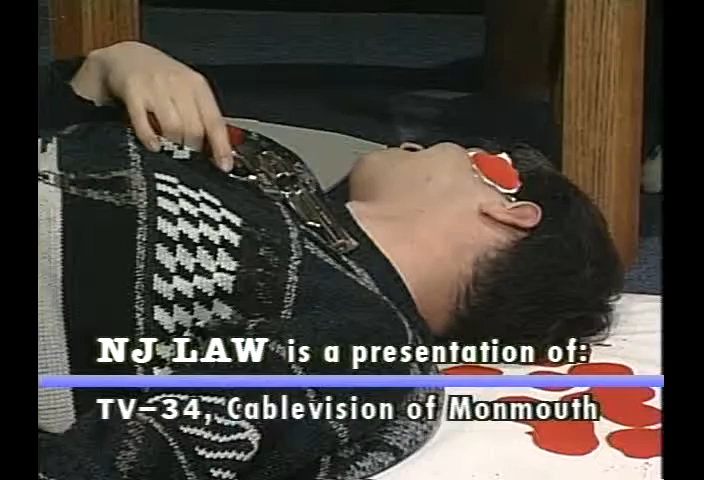 NJ LAW is a presentation of:
TV-34, Cablevision of Monmouth